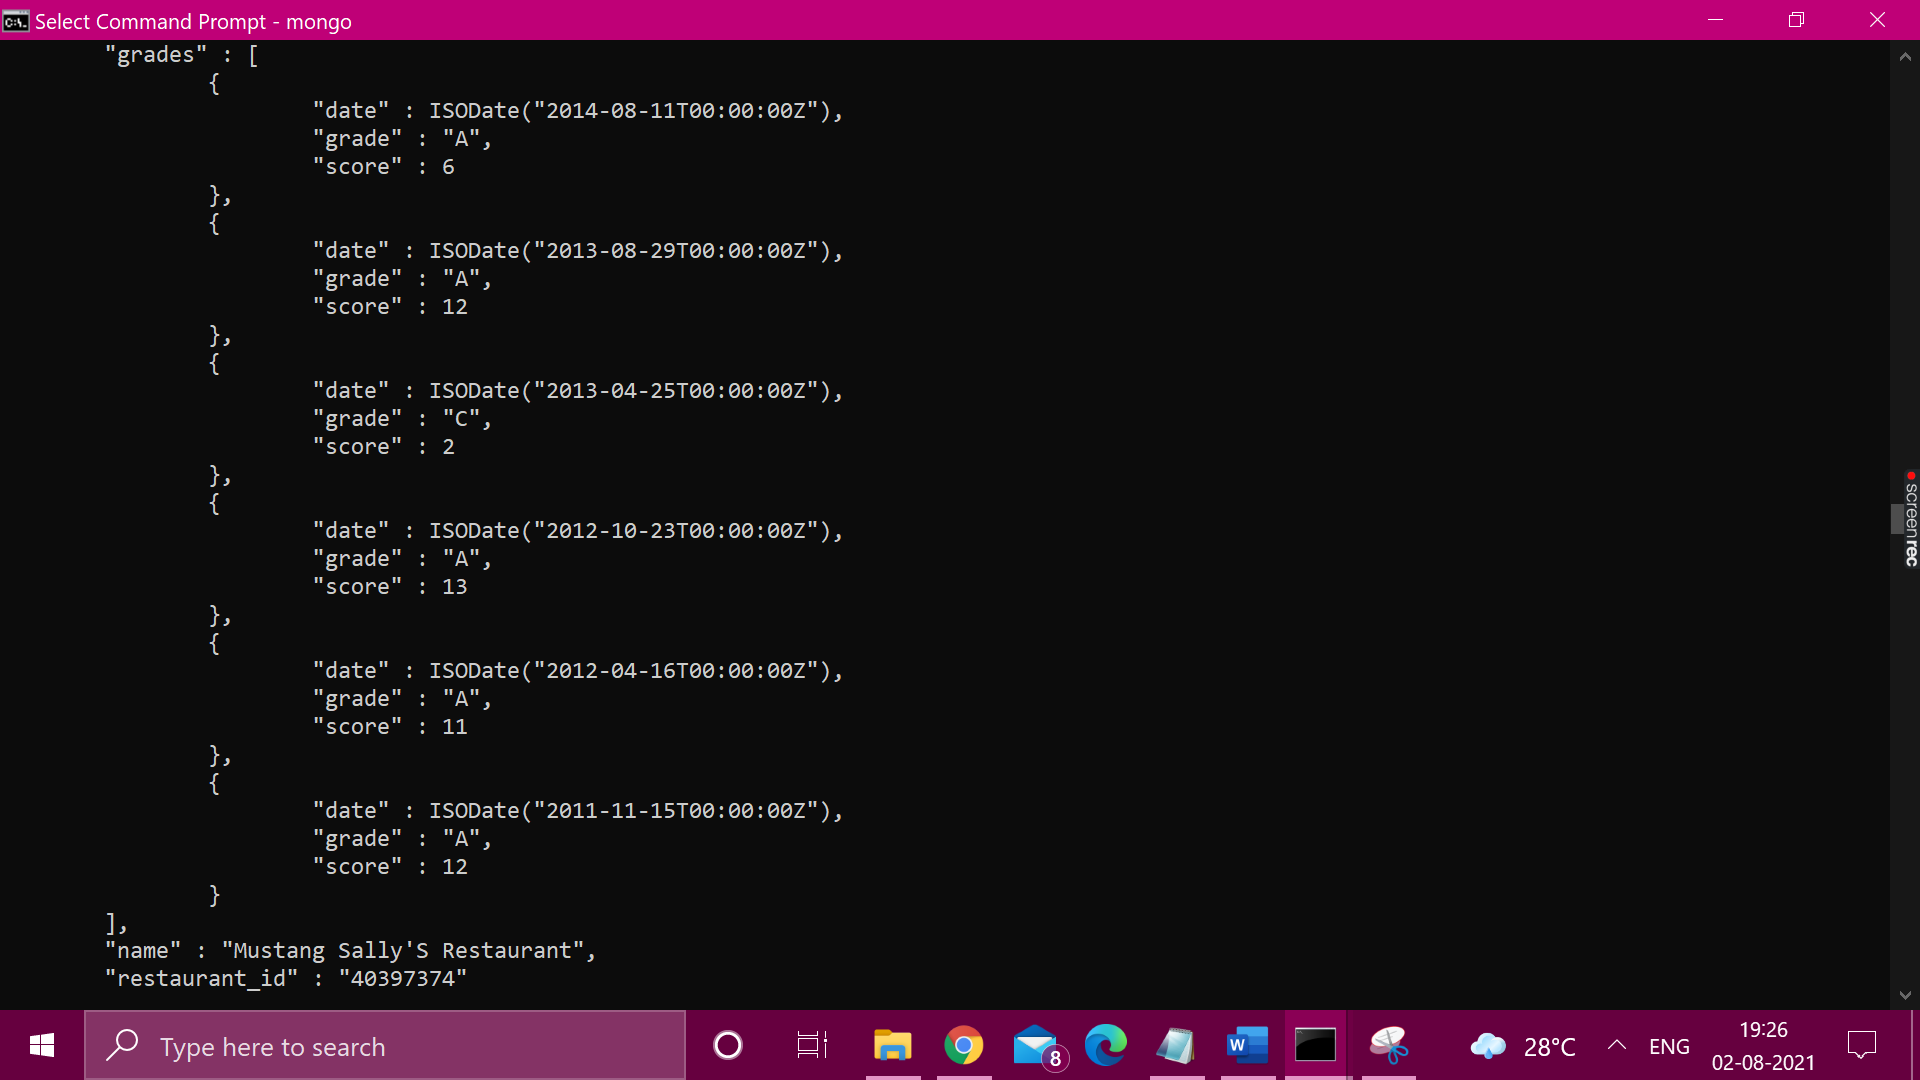 Select Command Prompt - mongo
"grades" : [
{
"date" : ISODate("2014-08-11T00:00:00Z"),
"grade" : "A",
"score" : 6
},
{
"date" : ISODate("2013-08-29T00:00:00Z"),
"grade" : "A",
"score" : 12
},
{
"date" : ISODate("2013-04-25T00:00:00Z"),
"grade" : "C",
"score" : 2
},
{
"date" : ISODate("2012-10-23T00:00:00Z"),
"grade" : "A",
"score" : 13
},
{
"date" : ISODate("2012-04-16T00:00:00Z"),
"grade" : "A",
"score" : 11
},
{
"date" : ISODate("2011-11-15T00:00:00Z"),
"grade" : "A",
"score" : 12
}
],
"name" : "Mustang Sally'S Restaurant",
"restaurant_id" : "40397374"
screenrec
Type here to search
8
W
28°C
ENG
19:26
02-08-2021